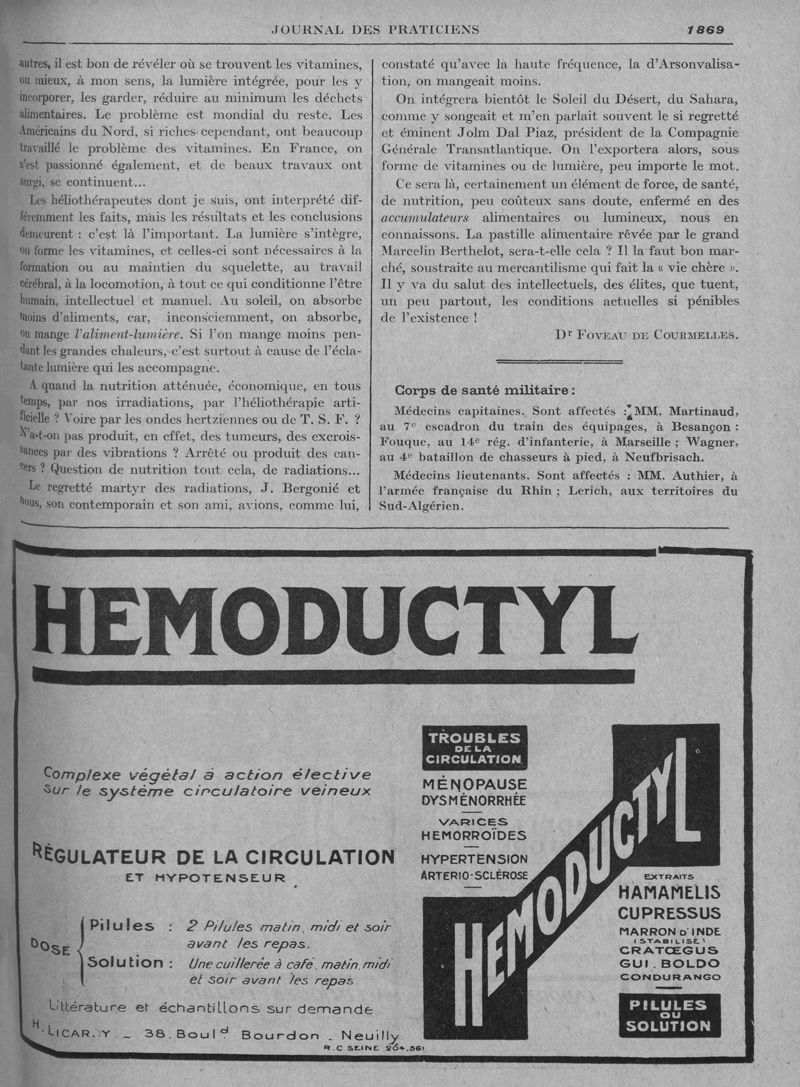 JOURNAL DES PRATICIENS 1869
autres, il est bon de révéler où se trouvent les vitamines,
ou mieux, à mon sens, la lumière intégrée, pour les y
incorporer, les garder, réduire au minimum les déchets
alimentaires. Le problème est mondial du reste. Les
Américains du Nord, si riches cependant, ont beaucoup
travaillé le problème des vitamines. En France, on
s'est passionné également, et de beaux travaux ont
surgi, se continuent...
Les héliothérapeutes dont je suis, ont interprété dif-
féremment les faits, mais les résultats et les conclusions
demeurent : c'est là l'important. La lumière s'intègre,
ou forme les vitamines, et celles-ci sont nécessaires à la
formation ou au maintien du squelette, au travail
cérébral, à la locomotion, à tout ce qui conditionne l'être
humain, intellectuel et manuel. Au soleil, on absorbe
moins d'aliments, car, inconsciemment, on absorbe,
on mange l'aliment-lumière. Si l'on mange moins pen-
dant les grandes chaleurs, c'est surtout à cause de l'écla-
tante lumière qui les accompagne.
A quand la nutrition atténuée, économique, en tous
temps, par nos irradiations, par l'héliothérapie arti-
ficielle ? Voire par les ondes hertziennes ou de T. S. F. ?
N'a-t-on pas produit, en effet, des tumeurs, des excrois-
sances par des vibrations ? Arrêté ou produit des can-
cers ? Question de nutrition tout cela, de radiations...
Le regretté martyr des radiations, J. Bergonié et
nous, son contemporain et son ami, avions, comme lui,
constaté qu'avec la haute fréquence, la d'Arsonvalisa-
tion, on mangeait moins.
On intégrera bientôt le Soleil du Désert, du Sahara,
comme y songeait et m'en parlait souvent le si regretté
et éminent Jolm Dal Piaz, président de la Compagnie
Générale Transatlantique. On l'exportera alors, sous
forme de vitamines ou de lumière, peu importe le mot.
Ce sera là, certainement un élément de force, de santé,
de nutrition, peu coûteux sans doute, enfermé en des
accumulateurs alimentaires ou lumineux, nous en
connaissons. La pastille alimentaire rêvée par le grand
Marcelin Berthelot, sera-t-elle cela ? Il la faut bon mar-
ché, soustraite au mercantilisme qui fait la « vie chère ».
Il y va du salut des intellectuels, des élites, que tuent,
un peu partout, les conditions actuelles si pénibles
de l'existence !
Dr FOVEAU DE COURMELLES.
Corps de santé militaire :
Médecins capitaines. Sont affectés : MM. Martinaud,
au 7e escadron du train des équipages, à Besançon ;
Fouque, au 14e rég. d'infanterie, à Marseille ; Wagner,
au 4e bataillon de chasseurs à pied, à Neufbrisach.
Médecins lieutenants. Sont affectés : MM. Authier, à
l'armée française du Rhin ; Lerich, aux territoires du
Sud-Algérien.
HEMODUCTYL
Complexe végétal à action élective
sur le système circulatoire veineux
RÉGULATEUR DE LA CIRCULATION
ET HYPOTENSEUR
DOSE
Pilules : 2 Pilules matin, midi et soir
avant les repas.
Solution : Une cuillerée à café, matin, midi
et soir avant les repas
Littérature et échantillons sur demande
H. LICARDY _ 38, Bould Bourdon _ Neuilly
R.C SEINE 204.361
TROUBLES
DE LA
CIRCULATION
MÉNOPAUSE
DYSMÉNORRHÉE
VARICES
HEMORROÏDES
HYPERTENSION
ARTERIO-SCLÉROSE
HEMODUCTYL
EXTRAITS
HAMAMELIS
CUPRESSUS
MARRON D'INDE
(STABILISÉ)
CRATŒGUS
GUI. BOLDO
CONDURANGO
PILULES
OU
SOLUTION